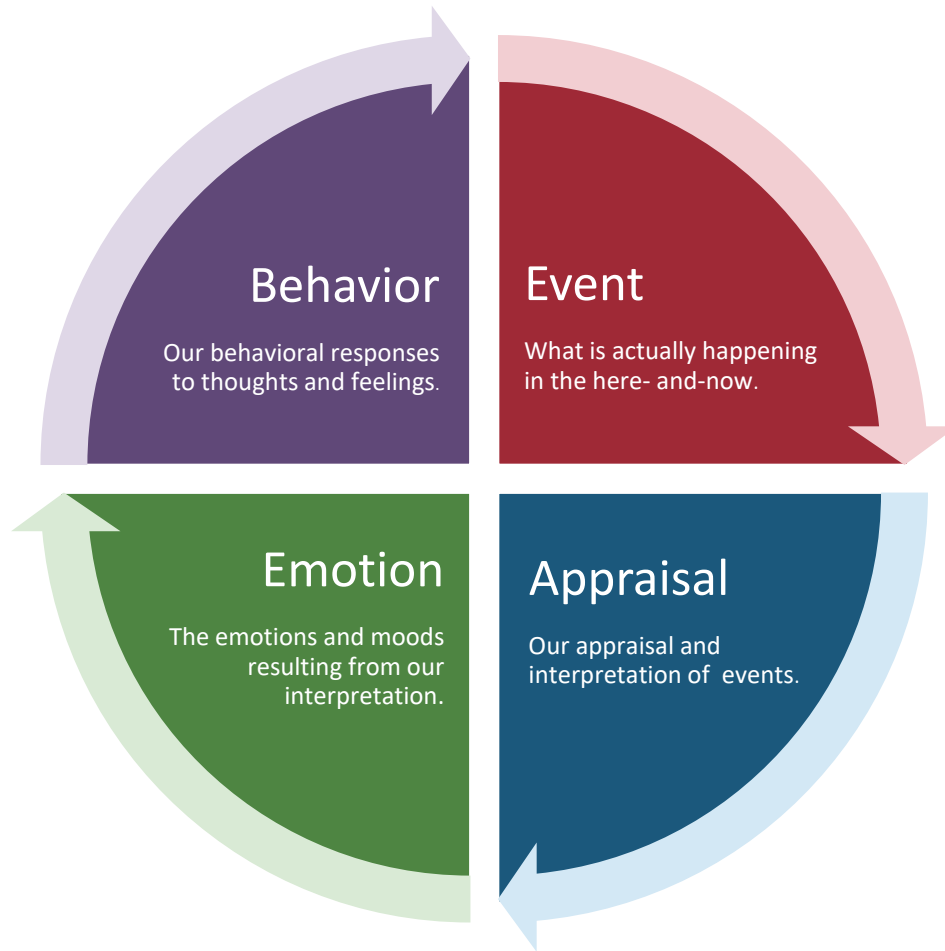 Behavior
Our behavioral responses
to thoughts and feelings.
Event
What is actually happening
in the here- and-now.
Emotion
The emotions and moods
resulting from our
interpretation.
Appraisal
Our appraisal and
interpretation of  events.